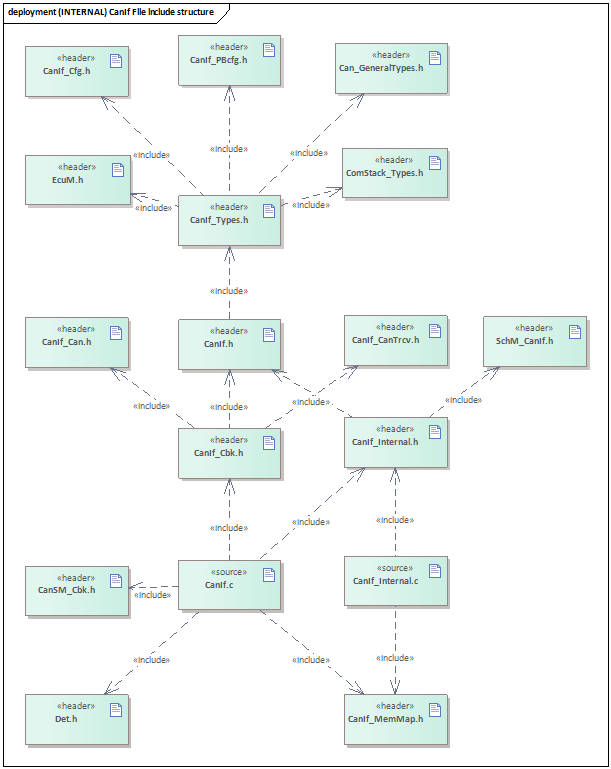 deployment (INTERNAL) CanIf File Include structure
«header»
CanIf_Cfg.h
«header»
CanIf_PBcfg.h
«header»
Can_GeneralTypes.h
«include»
«include»
«include»
«header»
EcuM.h
«header»
ComStack_Types.h
«include»
«header»
CanIf_Types.h
«include»
«include»
«header»
CanIf_Can.h
«header»
CanIf.h
«header»
CanIf_CanTrcv.h
«header»
SchM_CanIf.h
«include»
«include»
«include»
«include»
«header»
CanIf_Cbk.h
«header»
CanIf_Internal.h
«include»
«include»
«include»
«header»
CanSM_Cbk.h
«include»
«source»
CanIf.c
«source»
CanIf_Internal.c
«include»
«include»
«include»
«header»
Det.h
«header»
CanIf_MemMap.h